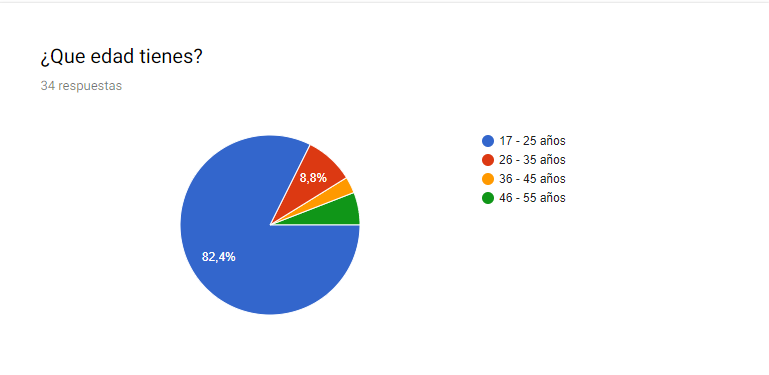 ¿Que edad tienes?
34 respuestas
17 - 25 años
26 - 35 años
36 - 45 años
46 - 55 años
8,8%
82,4%